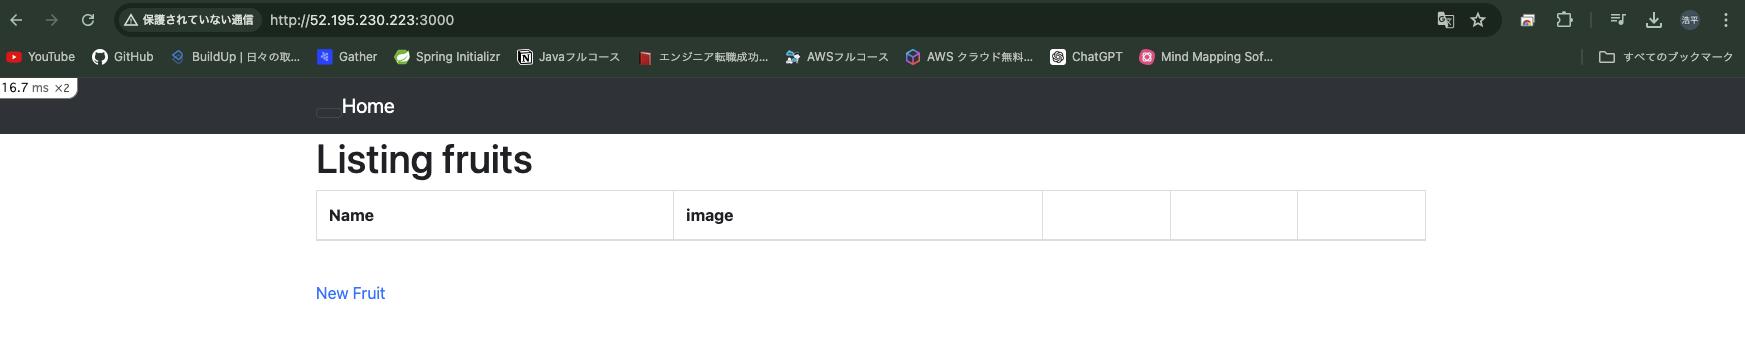 保護されていない通信 http://52.195.230.223:3000 浩平
YouTube GitHub BuildUp | 日々の取... Gather Spring Initializr Javaフルコース エンジニア転職成功... AWSフルコース AWS クラウド無料... ChatGPT Mind Mapping Sof... すべてのブックマーク
16.7 ms ×2
Home
Listing fruits
Name image
New Fruit